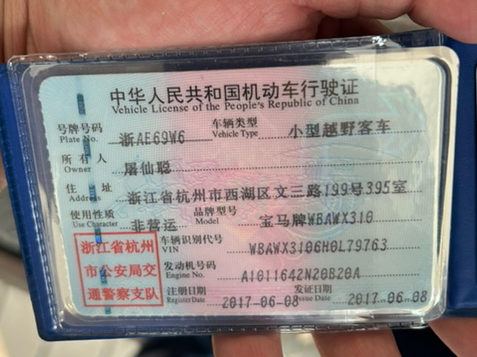 中华人民共和国机动车行驶证
Vehicle License of the People's Republic of China
号牌号码 Plate No. 浙AE69W6 车辆类型 Vehicle Type 小型越野客车
所有人 Owner 屠仙聪
住址 Address 浙江省杭州市西湖区文三路199号395室
使用性质 Use Character 非营运 品牌型号 Model 宝马牌WBAWX310
车辆识别代号 VIN WBAWX3106H0L79763
发动机号码 Engine No. A1011642N20B20A
注册日期 Register Date 2017-06-08 发证日期 Issue Date 2017-06-08
浙江省杭州
市公安局交
通警察支队